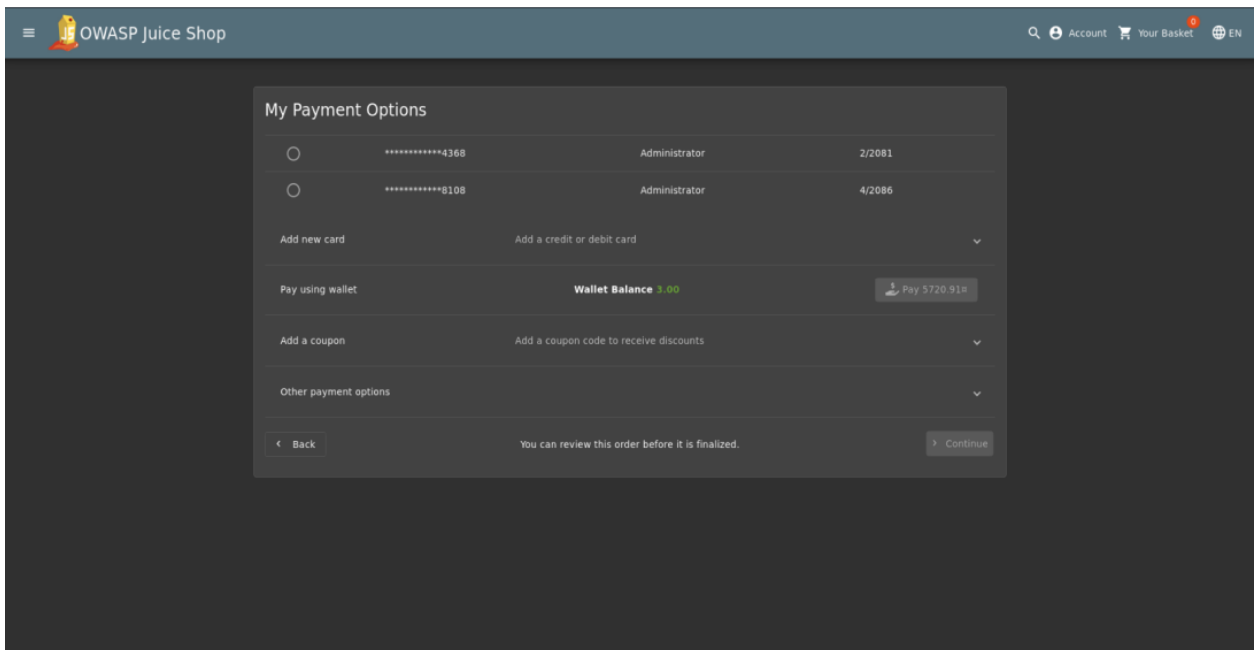 OWASP Juice Shop
Account
Your Basket
0
EN
My Payment Options
************4368 Administrator 2/2081
************8108 Administrator 4/2086
Add new card Add a credit or debit card
Pay using wallet Wallet Balance 3.00 Pay 5720.91¤
Add a coupon Add a coupon code to receive discounts
Other payment options
Back You can review this order before it is finalized. Continue